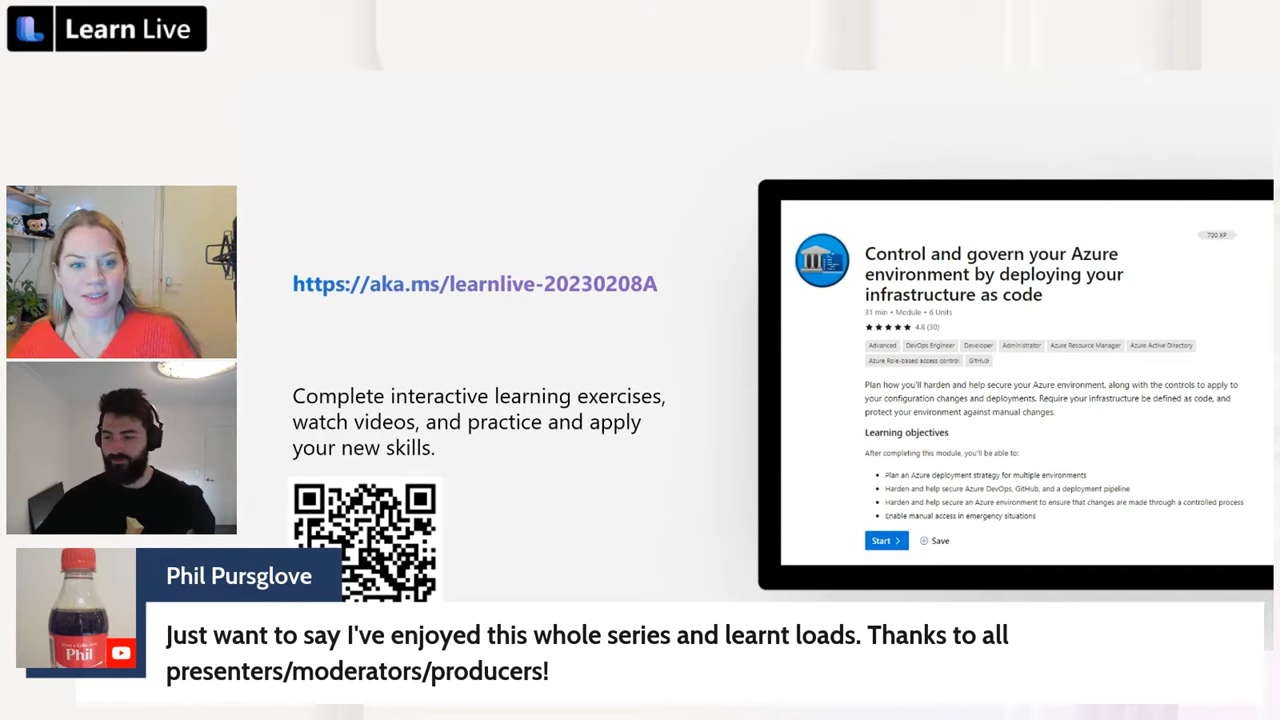 Learn Live
https://aka.ms/learnlive-20230208A
Complete interactive learning exercises,
watch videos, and practice and apply
your new skills.
700 XP
Control and govern your Azure
environment by deploying your
infrastructure as code
31 min • Module • 6 Units
4.8 (30)
Advanced DevOps Engineer Developer Administrator Azure Resource Manager Azure Active Directory
Azure Role-based access control GitHub
Plan how you'll harden and help secure your Azure environment, along with the controls to apply to
your configuration changes and deployments. Require your infrastructure be defined as code, and
protect your environment against manual changes.
Learning objectives
After completing this module, you'll be able to:
• Plan an Azure deployment strategy for multiple environments
• Harden and help secure Azure DevOps, GitHub, and a deployment pipeline
• Harden and help secure an Azure environment to ensure that changes are made through a controlled process
• Enable manual access in emergency situations
Start > Save
Phil
Phil Pursglove
Just want to say I've enjoyed this whole series and learnt loads. Thanks to all
presenters/moderators/producers!